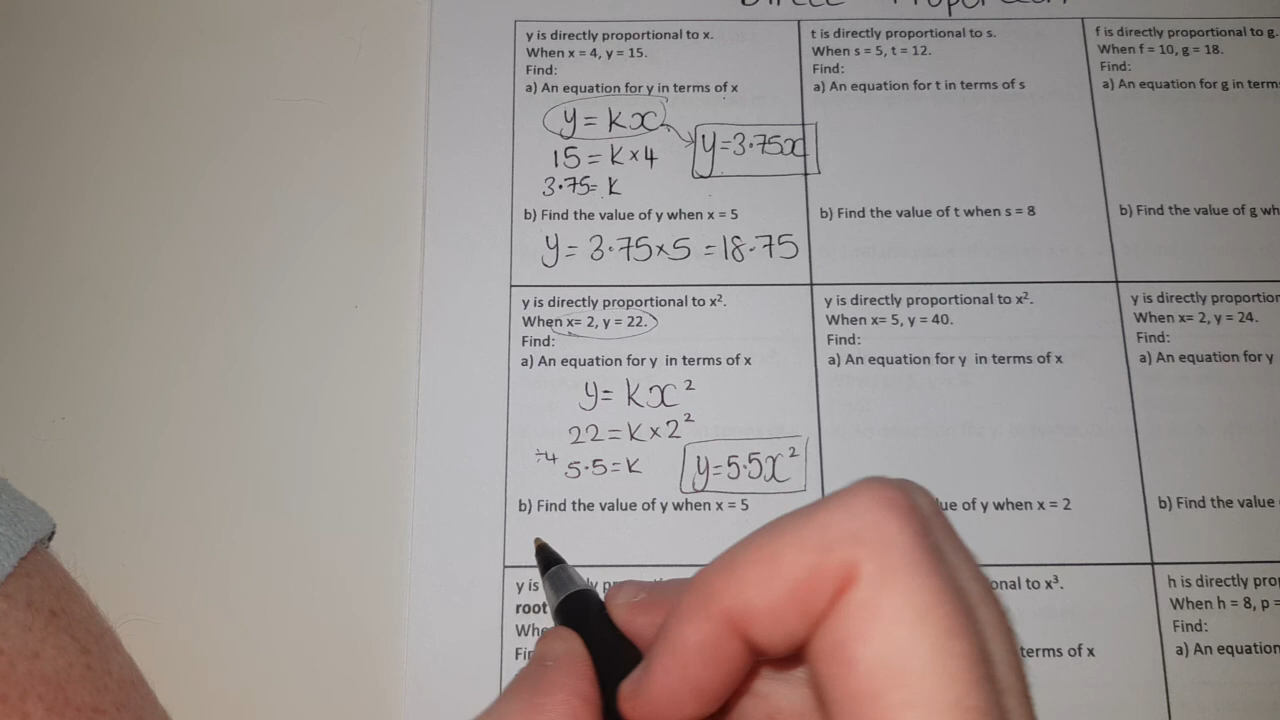 Direct Proportion
y is directly proportional to x.
When x = 4, y = 15.
Find:
a) An equation for y in terms of x
y = kx
15 = k×4
3.75 = k
y=3.75x
b) Find the value of y when x = 5
y = 3.75×5 = 18.75
t is directly proportional to s.
When s = 5, t = 12.
Find:
a) An equation for t in terms of s
b) Find the value of t when s = 8
f is directly proportional to g.
When f = 10, g = 18.
Find:
a) An equation for g in
b) Find the value of g
y is directly proportional to x².
When x= 2, y = 22.
Find:
a) An equation for y in terms of x
y = kx²
22 = k×2²
÷4 5.5 = k
y=5.5x²
b) Find the value of y when x = 5
y is directly proportional to x².
When x= 5, y = 40.
Find:
a) An equation for y in terms of x
of y when x = 2
y is directly
When x= 2, y = 24.
Find:
a) An equation for y
b) Find the value
y is
root
to x³.
terms of x
h is directly
When h = 8, p =
Find:
a) An equation